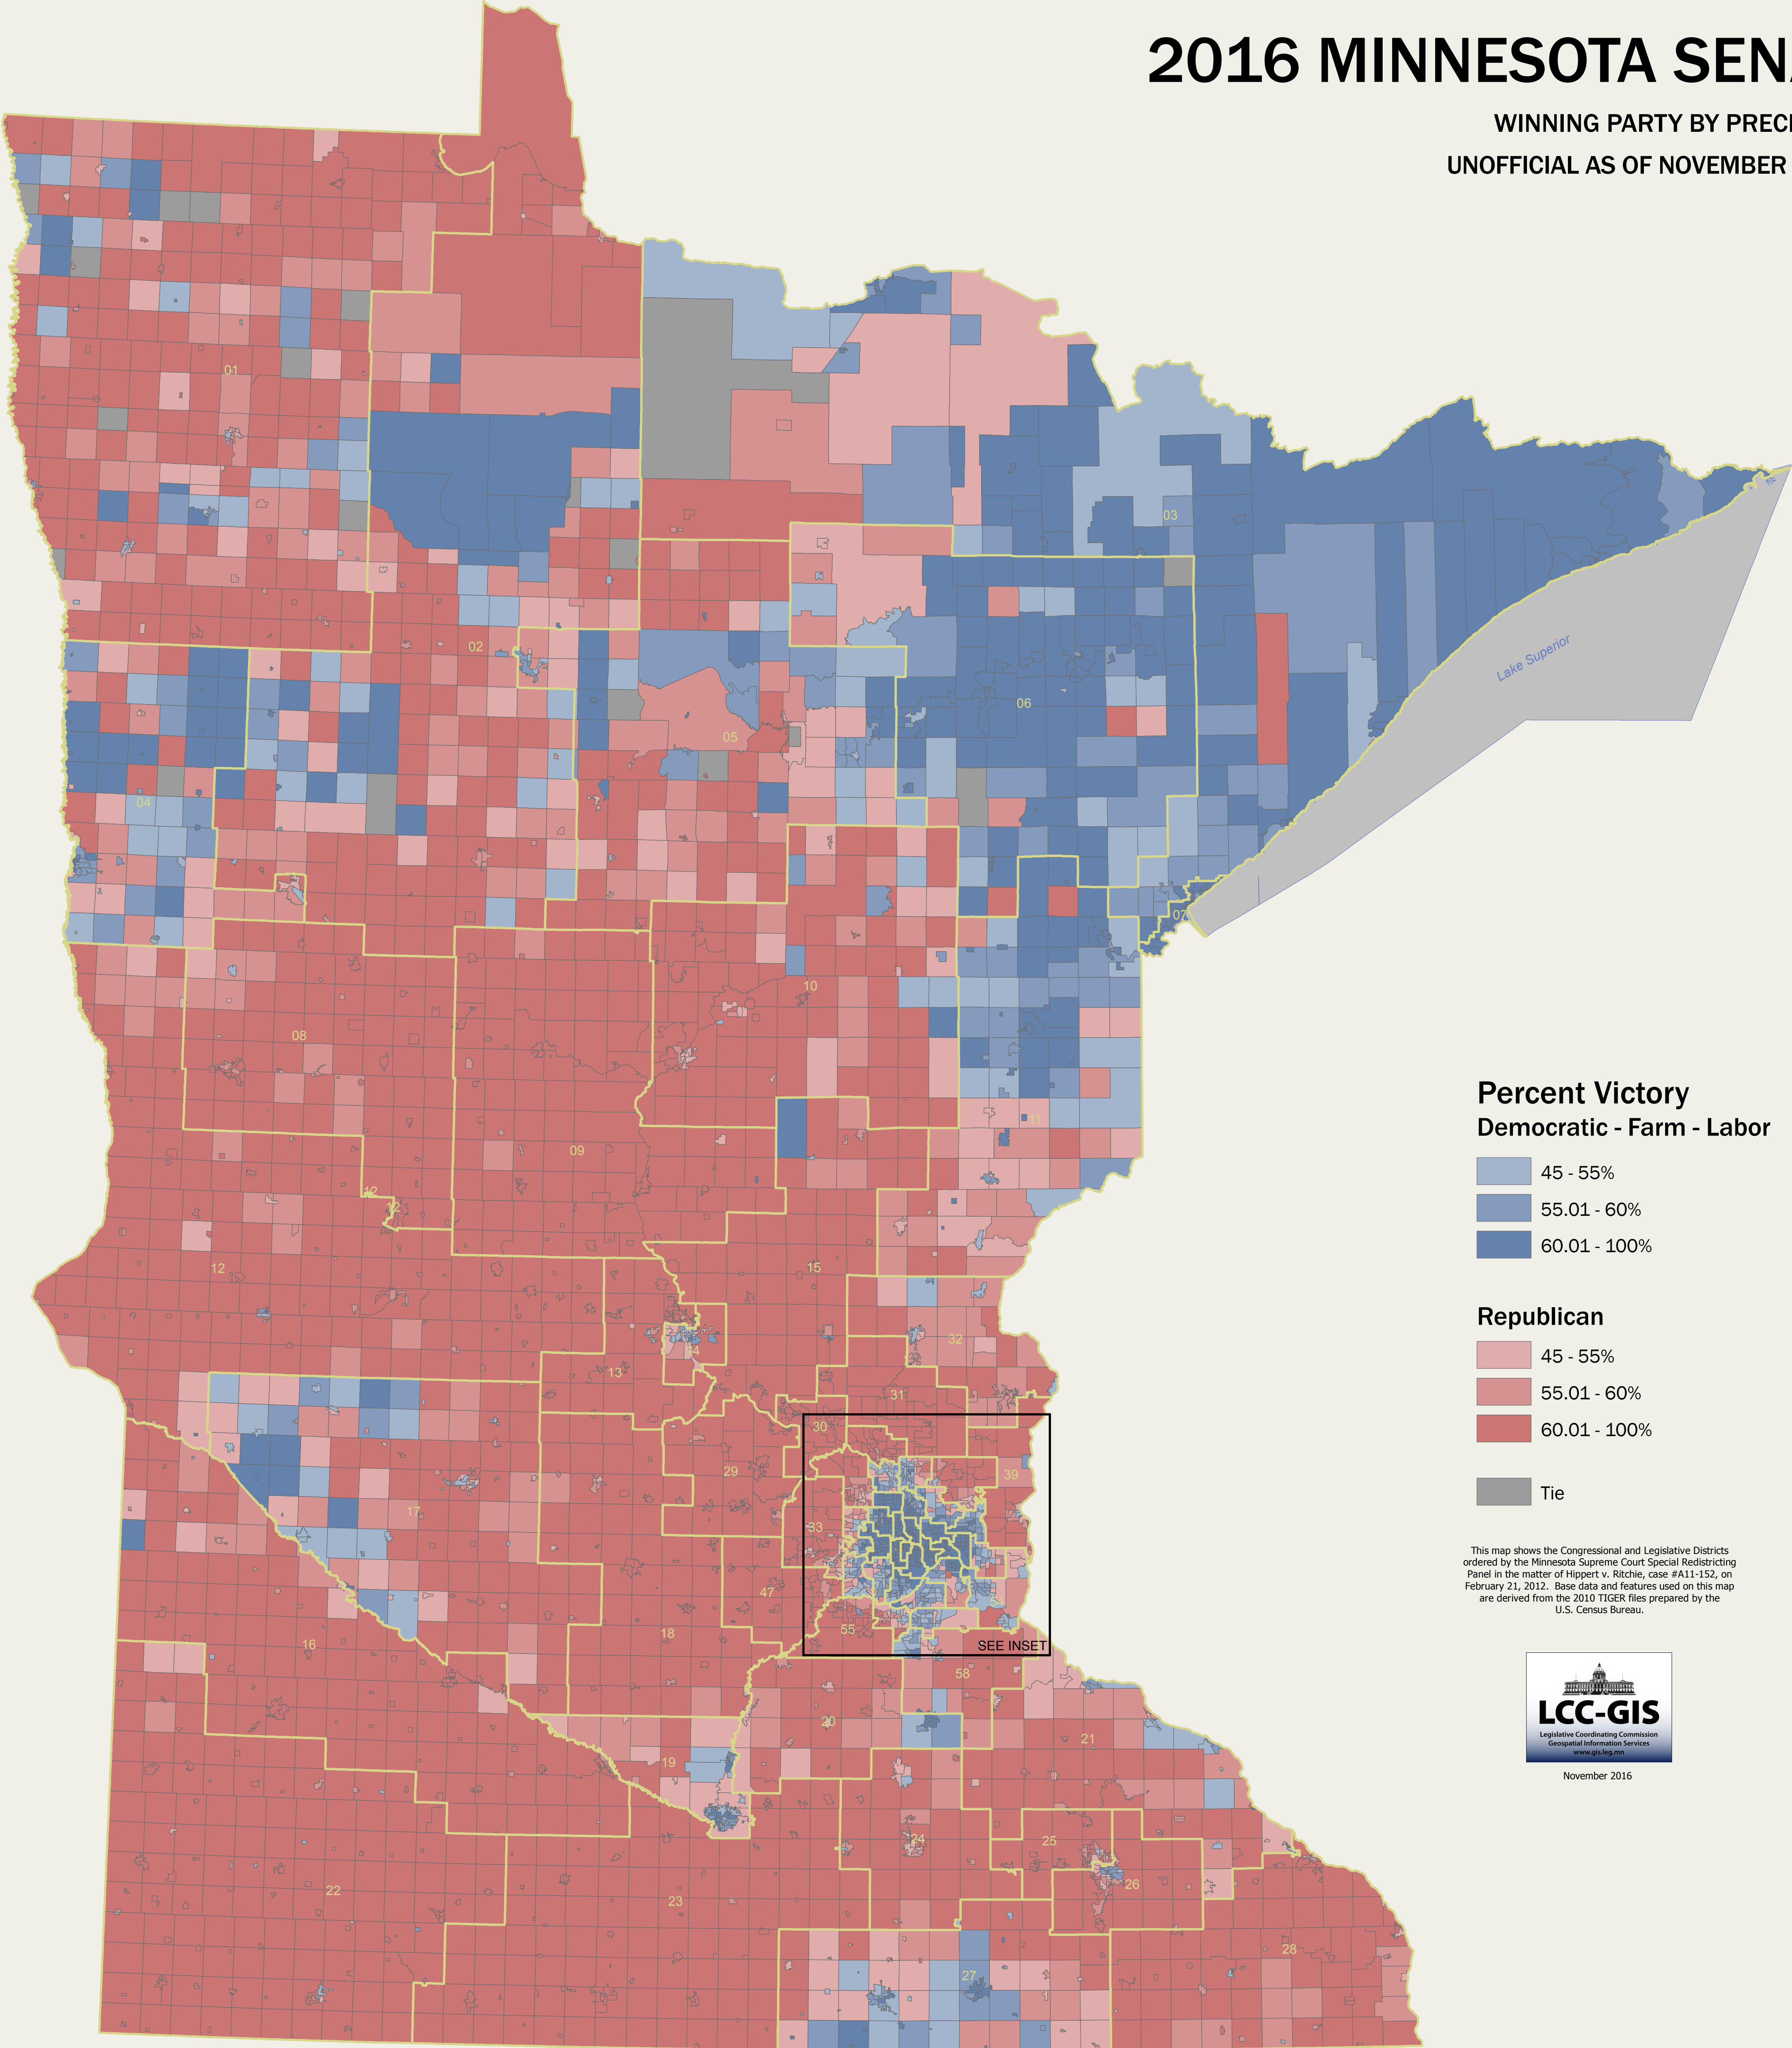 2016 MINNESOTA SENA
WINNING PARTY BY PRECI
UNOFFICIAL AS OF NOVEMBER
01
03
02
06
Lake Superior
05
04
07
10
08
11
09
12
12
12
15
14
32
13
31
30
29
39
17
33
47
16
18
55
SEE INSET
58
20
21
19
24
25
26
22
23
28
27
Percent Victory
Democratic - Farm - Labor
45 - 55%
55.01 - 60%
60.01 - 100%
Republican
45 - 55%
55.01 - 60%
60.01 - 100%
Tie
This map shows the Congressional and Legislative Districts
ordered by the Minnesota Supreme Court Special Redistricting
Panel in the matter of Hippert v. Ritchie, case #A11-152, on
February 21, 2012. Base data and features used on this map
are derived from the 2010 TIGER files prepared by the
U.S. Census Bureau.
LCC-GIS
Legislative Coordinating Commission
Geospatial Information Services
www.gis.leg.mn
November 2016